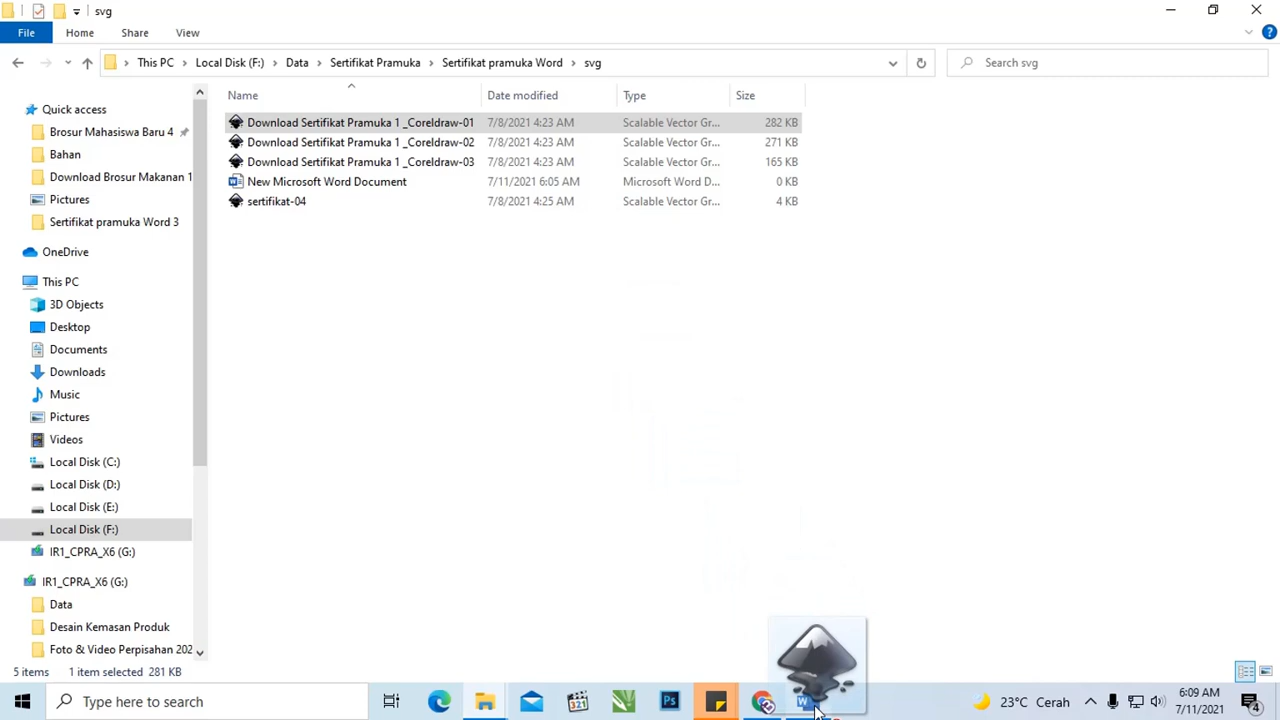 svg
File Home Share View
This PC Local Disk (F:) Data Sertifikat Pramuka Sertifikat pramuka Word svg Search svg
Name Date modified Type Size
Quick access
Brosur Mahasiswa Baru 4
Bahan
Download Brosur Makanan 1
Pictures
Sertifikat pramuka Word 3
OneDrive
This PC
3D Objects
Desktop
Documents
Downloads
Music
Pictures
Videos
Local Disk (C:)
Local Disk (D:)
Local Disk (E:)
Local Disk (F:)
IR1_CPRA_X6 (G:)
IR1_CPRA_X6 (G:)
Data
Desain Kemasan Produk
Foto & Video Perpisahan 202
Download Sertifikat Pramuka 1 _Coreldraw-01 7/8/2021 4:23 AM Scalable Vector Gr... 282 KB
Download Sertifikat Pramuka 1 _Coreldraw-02 7/8/2021 4:23 AM Scalable Vector Gr... 271 KB
Download Sertifikat Pramuka 1 _Coreldraw-03 7/8/2021 4:23 AM Scalable Vector Gr... 165 KB
New Microsoft Word Document 7/11/2021 6:05 AM Microsoft Word D... 0 KB
sertifikat-04 7/8/2021 4:25 AM Scalable Vector Gr... 4 KB
5 items 1 item selected 281 KB
Type here to search
321
Ps
W
23°C Cerah
6:09 AM
7/11/2021
4